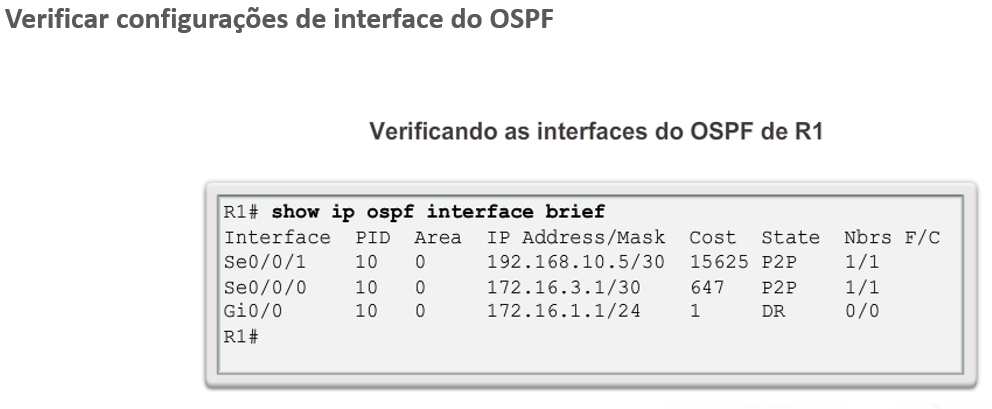 Verificar configurações de interface do OSPF
Verificando as interfaces do OSPF de R1
R1# show ip ospf interface brief
Interface PID Area IP Address/Mask Cost State Nbrs F/C
Se0/0/1 10 0 192.168.10.5/30 15625 P2P 1/1
Se0/0/0 10 0 172.16.3.1/30 647 P2P 1/1
Gi0/0 10 0 172.16.1.1/24 1 DR 0/0
R1#